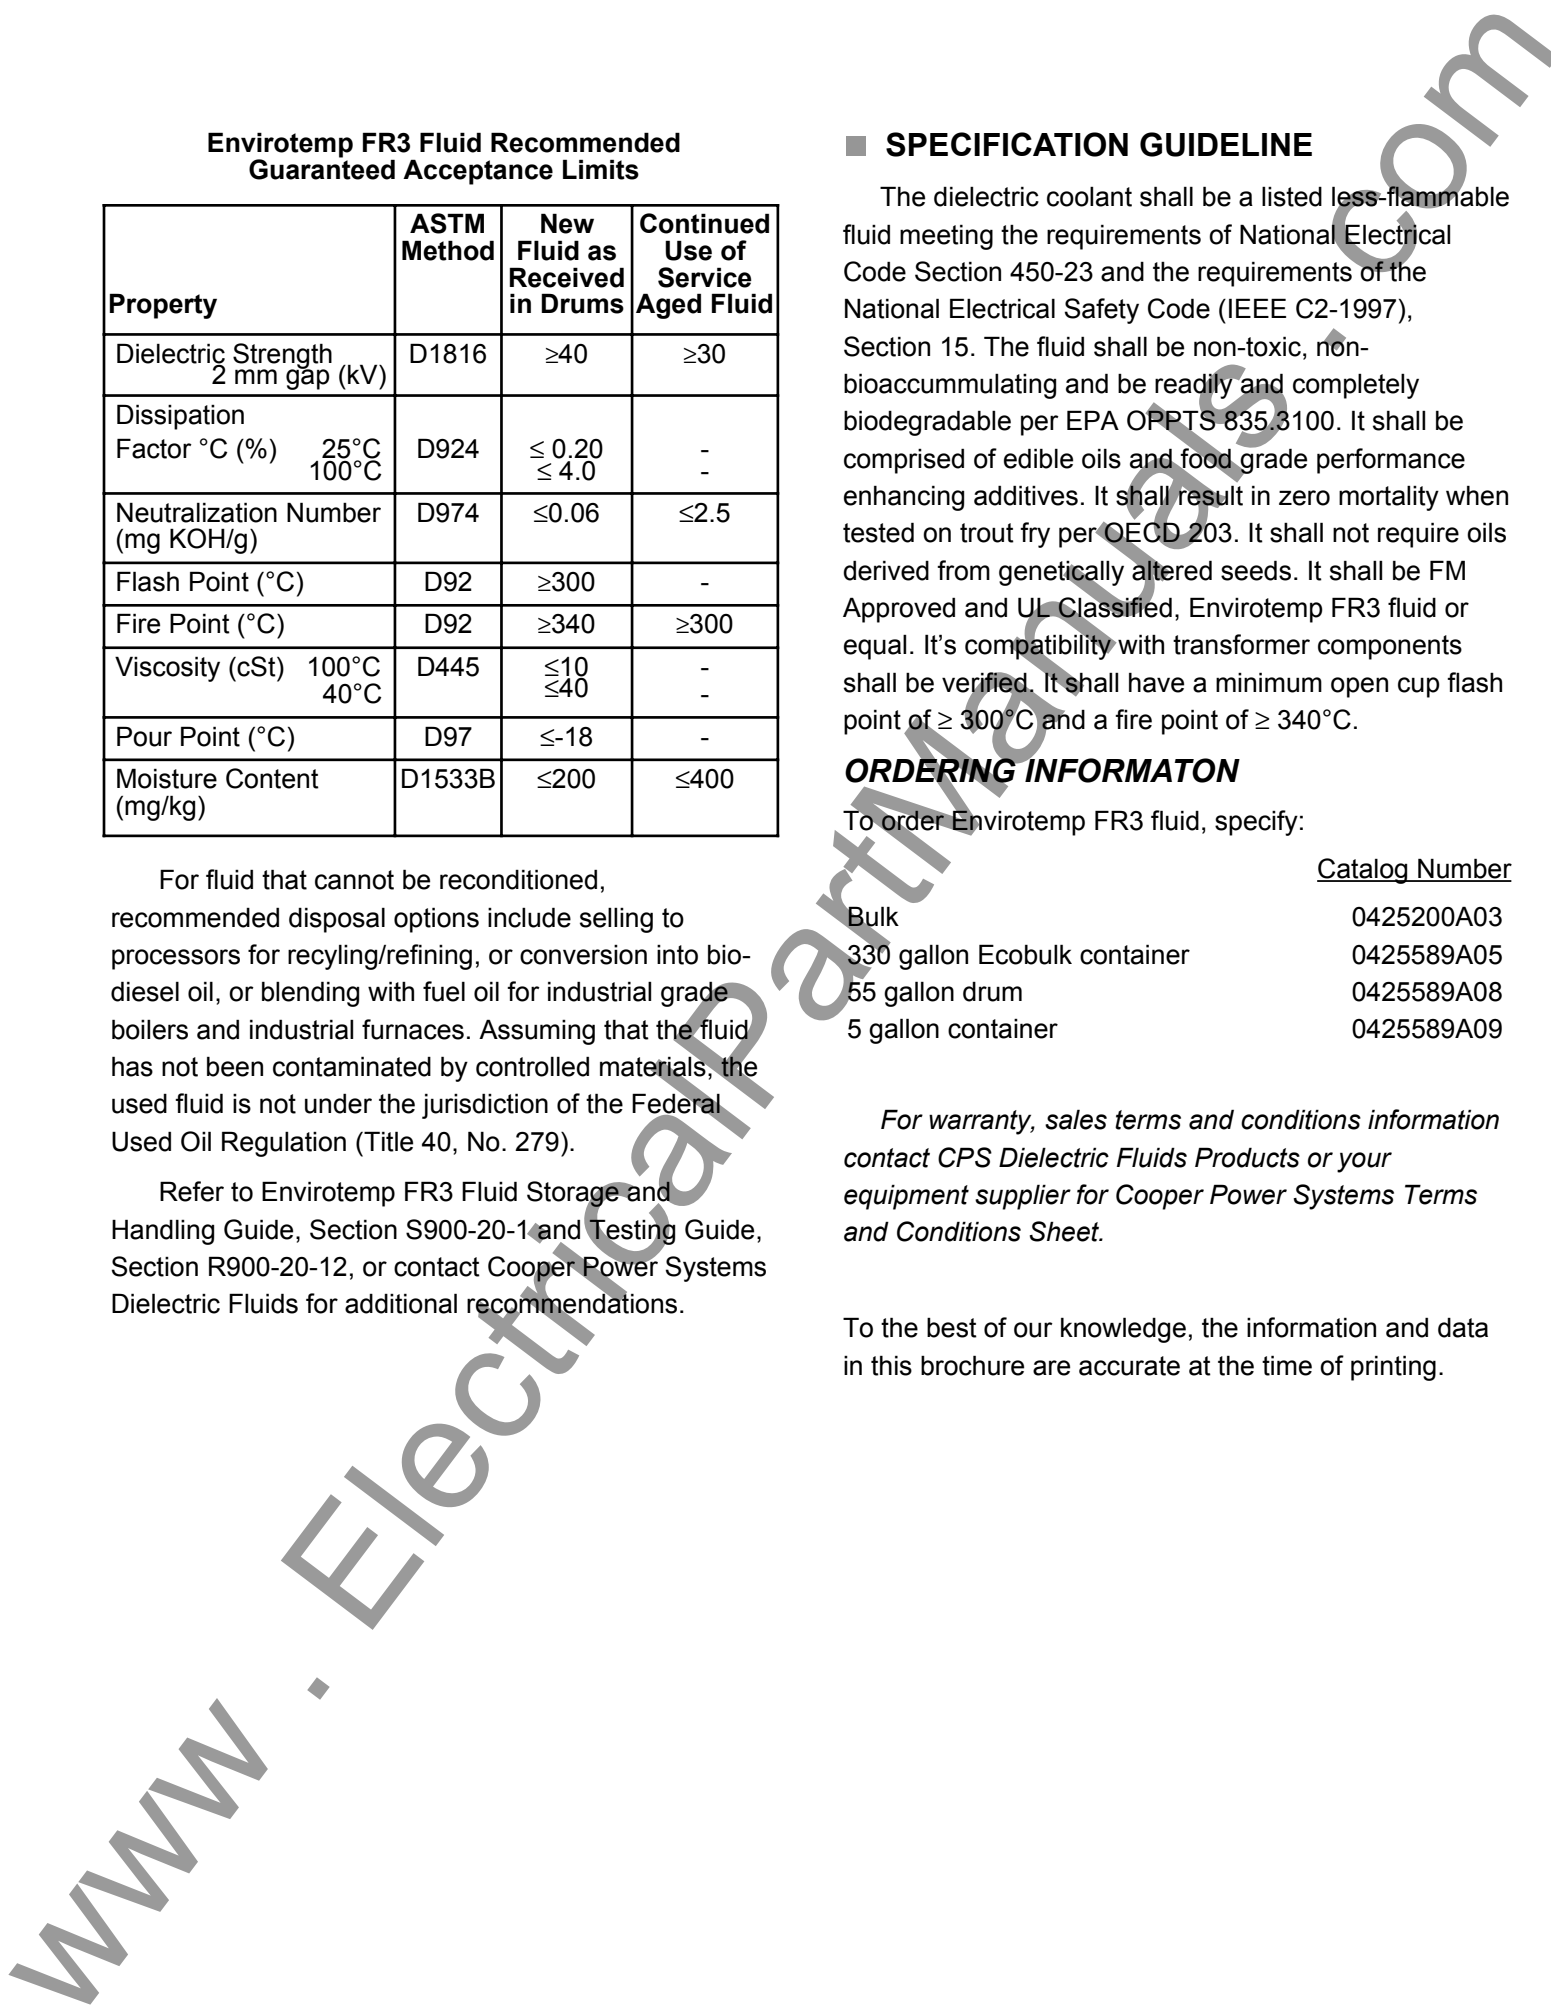 Envirotemp FR3 Fluid Recommended
Guaranteed Acceptance Limits
Property
ASTM
Method
New
Fluid as
Received
in Drums
Continued
Use of
Service
Aged Fluid
Dielectric Strength
2 mm gap (kV)
D1816
≥40
≥30
Dissipation
Factor °C (%) 25°C
100°C
D924
≤ 0.20
≤ 4.0
-
-
Neutralization Number
(mg KOH/g)
D974
≤0.06
≤2.5
Flash Point (°C)
D92
≥300
-
Fire Point (°C)
D92
≥340
≥300
Viscosity (cSt) 100°C
40°C
D445
≤10
≤40
-
-
Pour Point (°C)
D97
≤-18
-
Moisture Content
(mg/kg)
D1533B
≤200
≤400
For fluid that cannot be reconditioned,
recommended disposal options include selling to
processors for recyling/refining, or conversion into bio-
diesel oil, or blending with fuel oil for industrial grade
boilers and industrial furnaces. Assuming that the fluid
has not been contaminated by controlled materials, the
used fluid is not under the jurisdiction of the Federal
Used Oil Regulation (Title 40, No. 279).
Refer to Envirotemp FR3 Fluid Storage and
Handling Guide, Section S900-20-1 and Testing Guide,
Section R900-20-12, or contact Cooper Power Systems
Dielectric Fluids for additional recommendations.
■ SPECIFICATION GUIDELINE
The dielectric coolant shall be a listed less-flammable
fluid meeting the requirements of National Electrical
Code Section 450-23 and the requirements of the
National Electrical Safety Code (IEEE C2-1997),
Section 15. The fluid shall be non-toxic, non-
bioaccummulating and be readily and completely
biodegradable per EPA OPPTS 835.3100. It shall be
comprised of edible oils and food grade performance
enhancing additives. It shall result in zero mortality when
tested on trout fry per OECD 203. It shall not require oils
derived from genetically altered seeds. It shall be FM
Approved and UL Classified, Envirotemp FR3 fluid or
equal. It's compatibility with transformer components
shall be verified. It shall have a minimum open cup flash
point of ≥ 300°C and a fire point of ≥ 340°C.
ORDERING INFORMATON
To order Envirotemp FR3 fluid, specify:
Catalog Number
Bulk 0425200A03
330 gallon Ecobulk container 0425589A05
55 gallon drum 0425589A08
5 gallon container 0425589A09
For warranty, sales terms and conditions information
contact CPS Dielectric Fluids Products or your
equipment supplier for Cooper Power Systems Terms
and Conditions Sheet.
To the best of our knowledge, the information and data
in this brochure are accurate at the time of printing.
www . ElectricalPartManuals . com